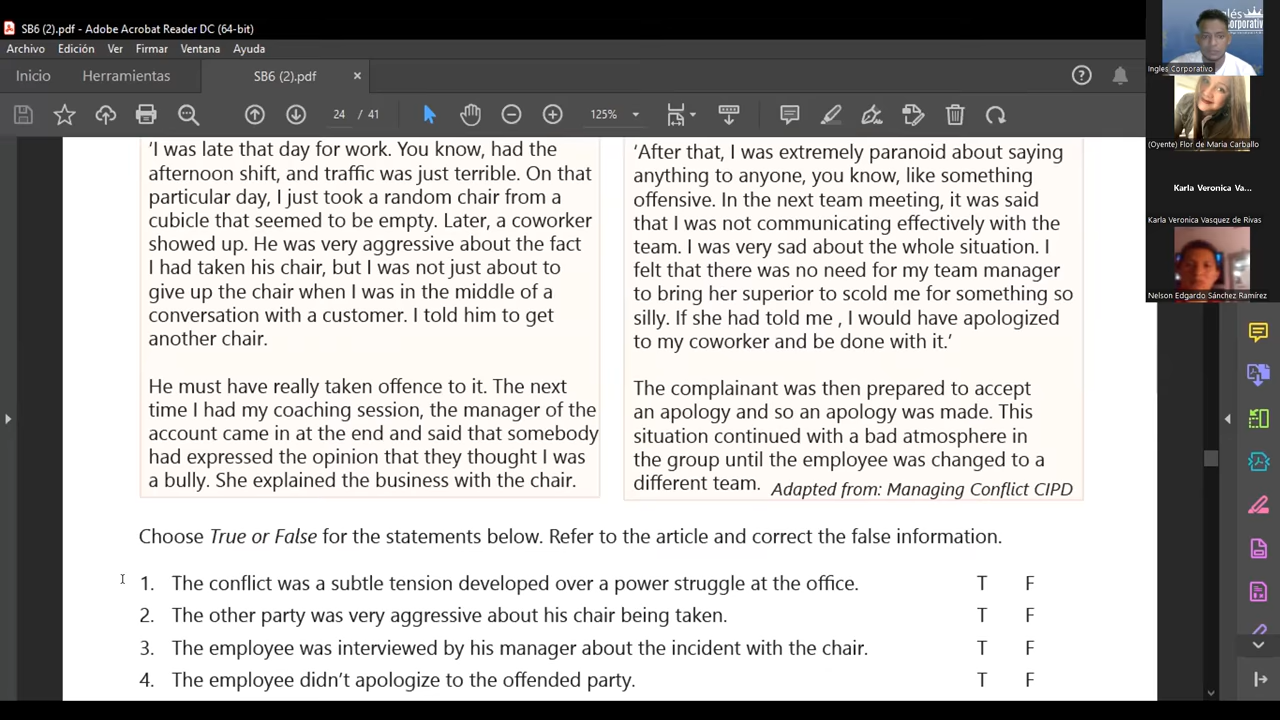 SB6 (2).pdf - Adobe Acrobat Reader DC (64-bit)
Archivo Edición Ver Firmar Ventana Ayuda
Inicio Herramientas SB6 (2).pdf ×
24 / 41 125%
'I was late that day for work. You know, had the
afternoon shift, and traffic was just terrible. On that
particular day, I just took a random chair from a
cubicle that seemed to be empty. Later, a coworker
showed up. He was very aggressive about the fact
I had taken his chair, but I was not just about to
give up the chair when I was in the middle of a
conversation with a customer. I told him to get
another chair.
He must have really taken offence to it. The next
time I had my coaching session, the manager of the
account came in at the end and said that somebody
had expressed the opinion that they thought I was
a bully. She explained the business with the chair.
'After that, I was extremely paranoid about saying
anything to anyone, you know, like something
offensive. In the next team meeting, it was said
that I was not communicating effectively with the
team. I was very sad about the whole situation. I
felt that there was no need for my team manager
to bring her superior to scold me for something so
silly. If she had told me , I would have apologized
to my coworker and be done with it.'
The complainant was then prepared to accept
an apology and so an apology was made. This
situation continued with a bad atmosphere in
the group until the employee was changed to a
different team.
Adapted from: Managing Conflict CIPD
Choose True or False for the statements below. Refer to the article and correct the false information.
1. The conflict was a subtle tension developed over a power struggle at the office. T F
2. The other party was very aggressive about his chair being taken. T F
3. The employee was interviewed by his manager about the incident with the chair. T F
4. The employee didn't apologize to the offended party. T F
Ingles Corporativo
(Oyente) Flor de Maria Carballo
Karla Veronica Va...
Karla Veronica Vasquez de Rivas
Nelson Edgardo Sánchez Ramírez